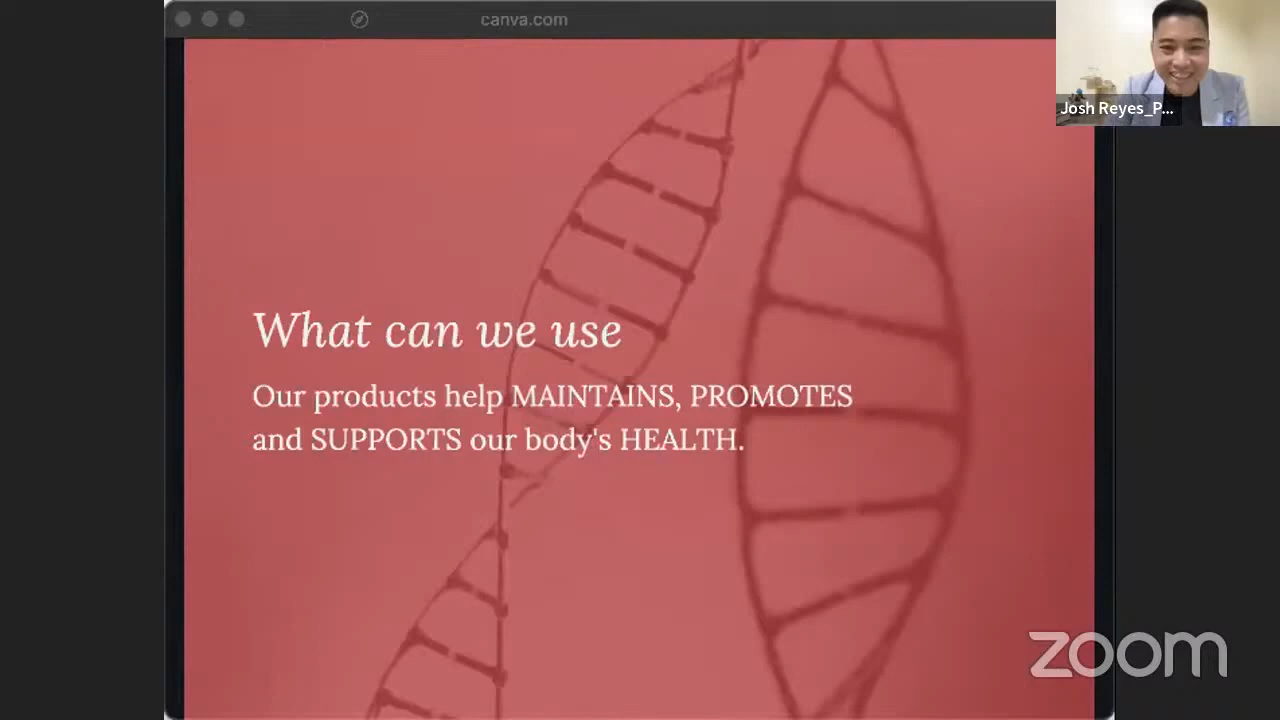 canva.com
Josh Reyes_P...
What can we use
Our products help MAINTAINS, PROMOTES
and SUPPORTS our body's HEALTH.
zoom